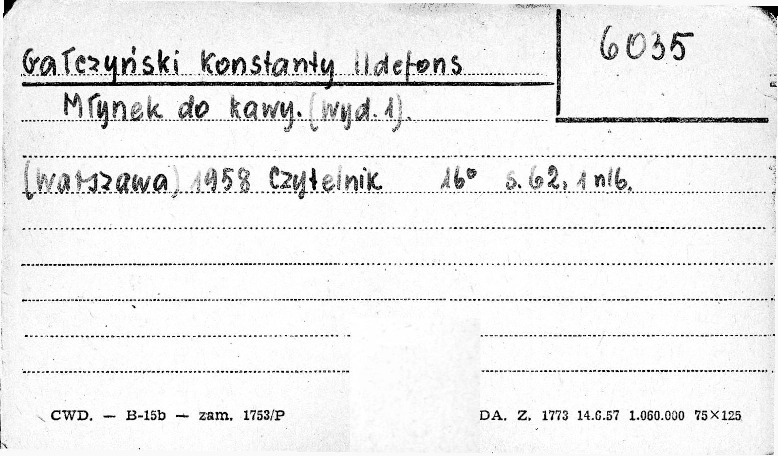 6035
Gałczyński Konstanty Ildefons
Młynek do kawy. (Wyd. 1).
(Warszawa) 1958 Czytelnik 16° s. 62, 1 nlb.
CWD. — B-15b — zam. 1753/P DA. Z. 1773 14.6.57 1.060.000 75×125